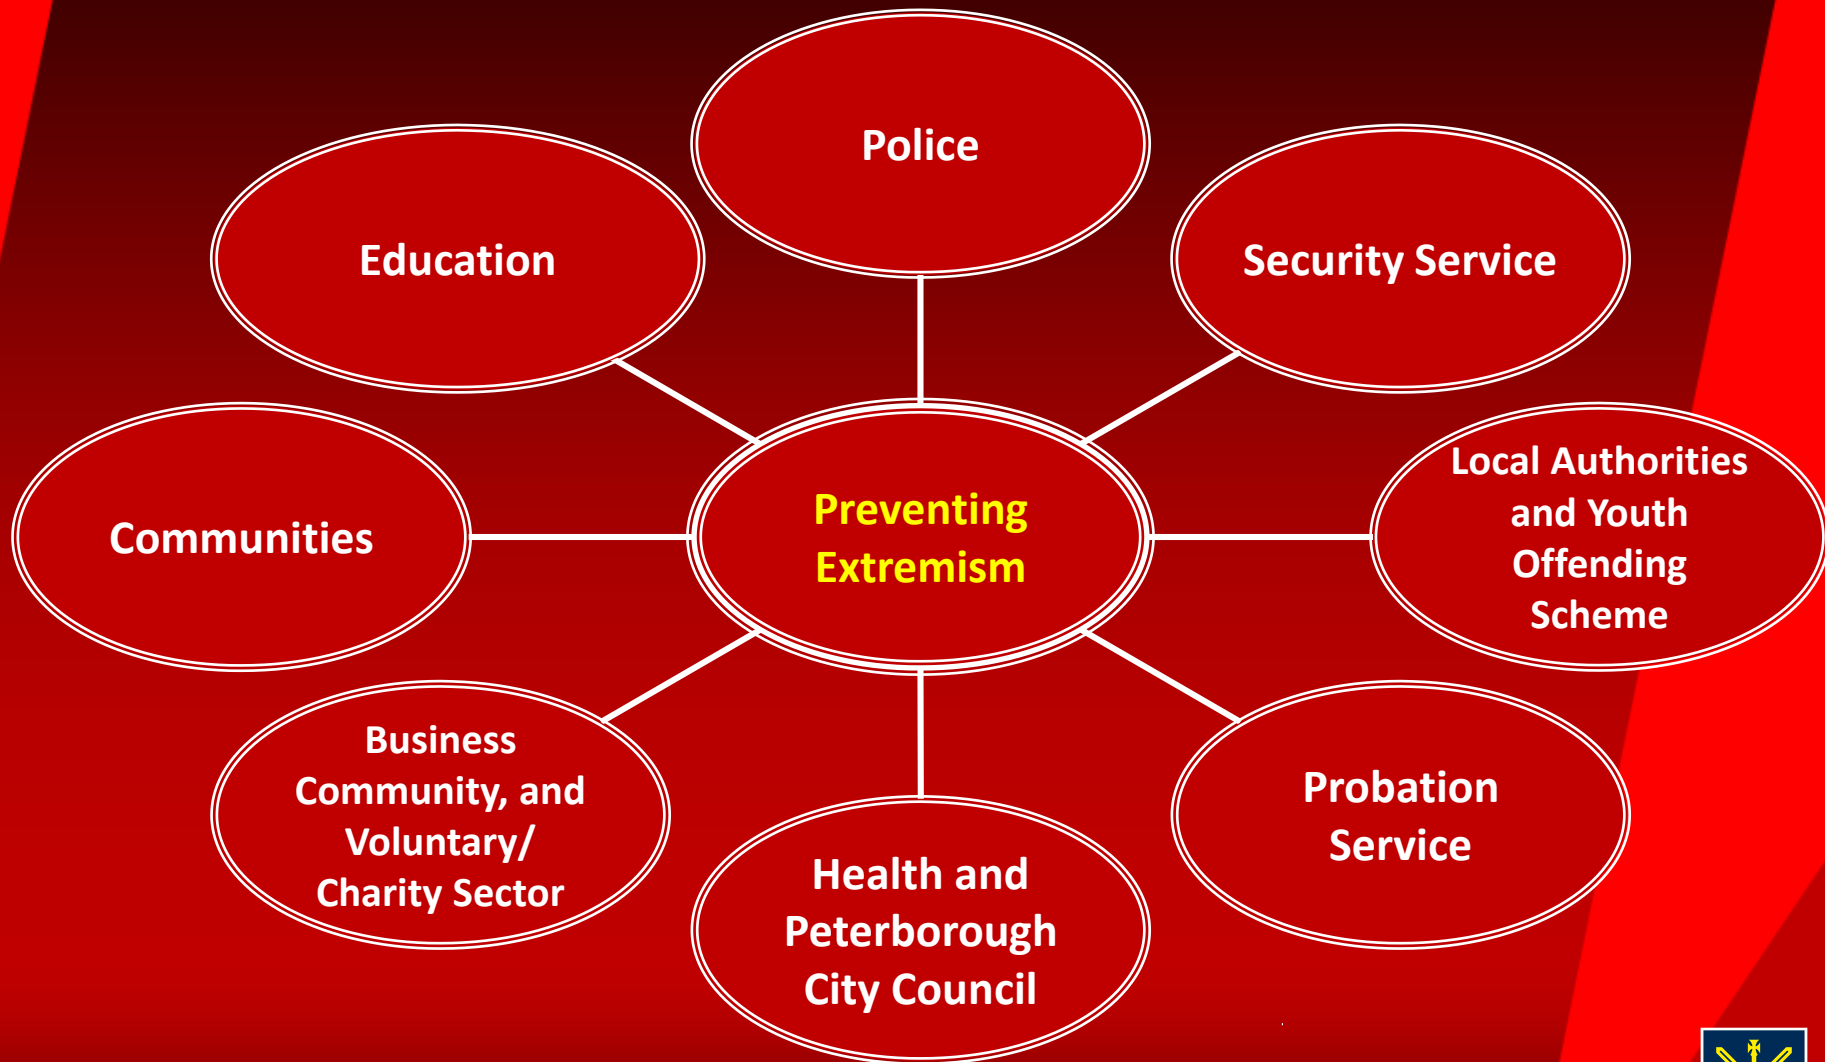 Police
Education
Security Service
Communities
Preventing
Extremism
Local Authorities
and Youth
Offending
Scheme
Business
Community, and
Voluntary/
Charity Sector
Probation
Service
Health and
Peterborough
City Council